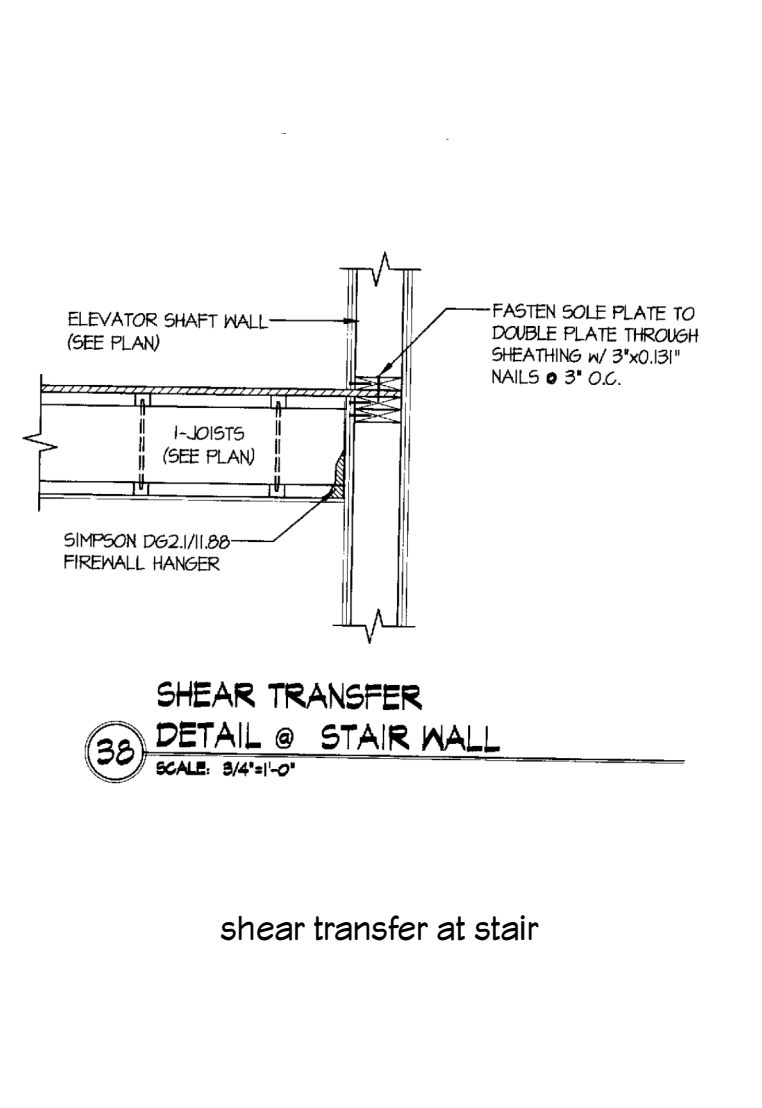 ELEVATOR SHAFT WALL
(SEE PLAN)
FASTEN SOLE PLATE TO
DOUBLE PLATE THROUGH
SHEATHING w/ 3"x0.131"
NAILS @ 3" O.C.
I-JOISTS
(SEE PLAN)
SIMPSON DG2.1/11.88
FIREWALL HANGER
SHEAR TRANSFER
DETAIL @ STAIR WALL
38
SCALE: 3/4"=1'-0"
shear transfer at stair